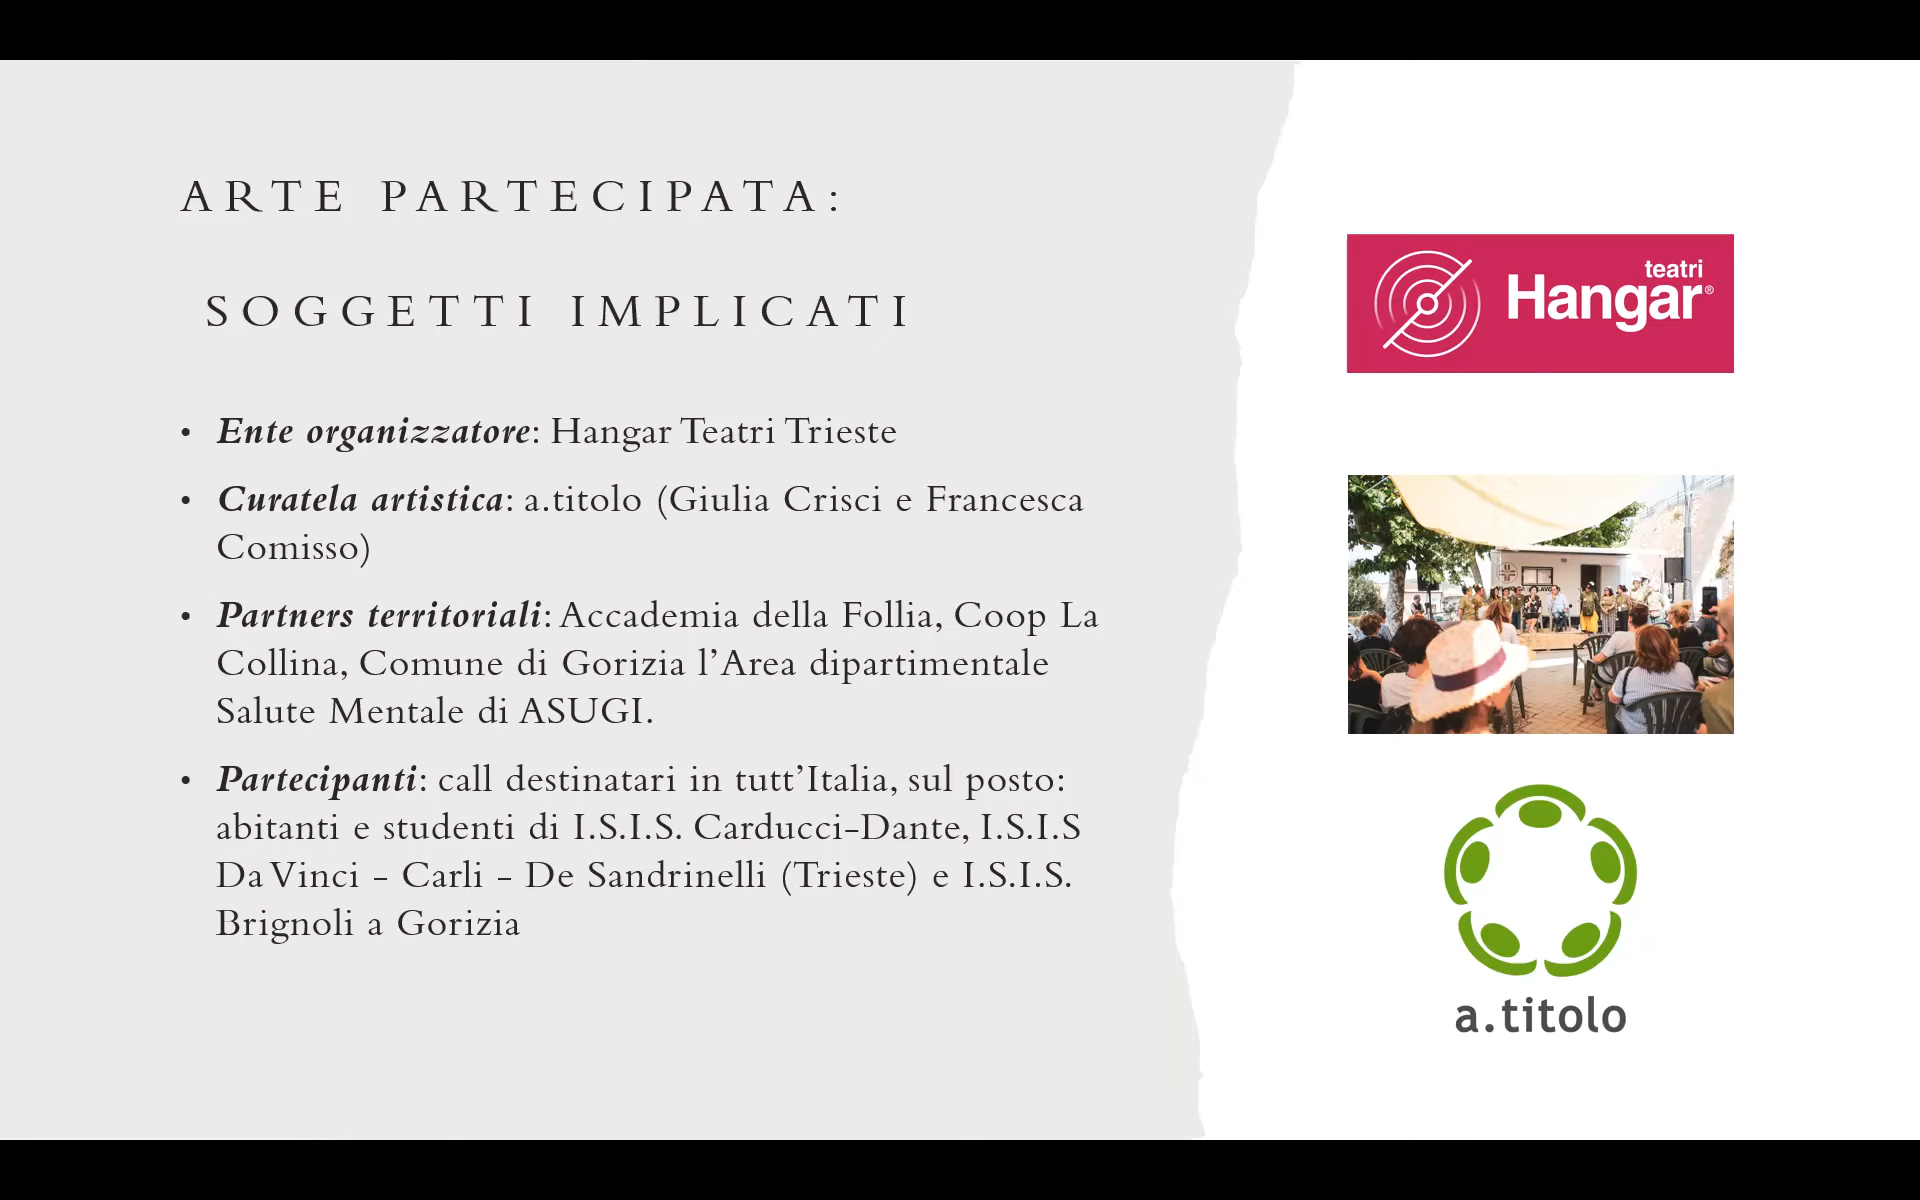 ARTE PARTECIPATA:
SOGGETTI IMPLICATI
• Ente organizzatore: Hangar Teatri Trieste
• Curatela artistica: a.titolo (Giulia Crisci e Francesca
Comisso)
• Partners territoriali: Accademia della Follia, Coop La
Collina, Comune di Gorizia l’Area dipartimentale
Salute Mentale di ASUGI.
• Partecipanti: call destinatari in tutt’Italia, sul posto:
abitanti e studenti di I.S.I.S. Carducci-Dante, I.S.I.S
Da Vinci – Carli – De Sandrinelli (Trieste) e I.S.I.S.
Brignoli a Gorizia
teatri
Hangar®
a.titolo